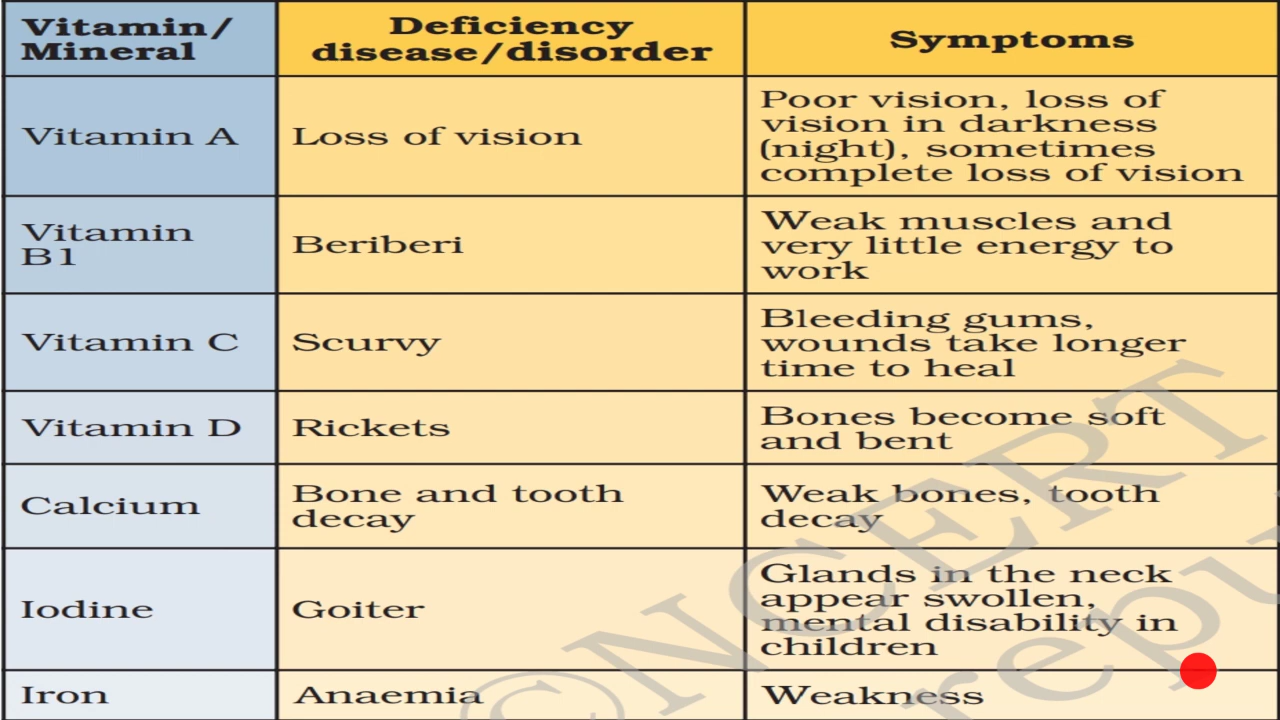 Vitamin/
Mineral
Deficiency
disease/disorder
Symptoms
Vitamin A
Loss of vision
Poor vision, loss of
vision in darkness
(night), sometimes
complete loss of vision
Vitamin
B1
Beriberi
Weak muscles and
very little energy to
work
Vitamin C
Scurvy
Bleeding gums,
wounds take longer
time to heal
Vitamin D
Rickets
Bones become soft
and bent
Calcium
Bone and tooth
decay
Weak bones, tooth
decay
Iodine
Goiter
Glands in the neck
appear swollen,
mental disability in
children
Iron
Anaemia
Weakness
©NCERT